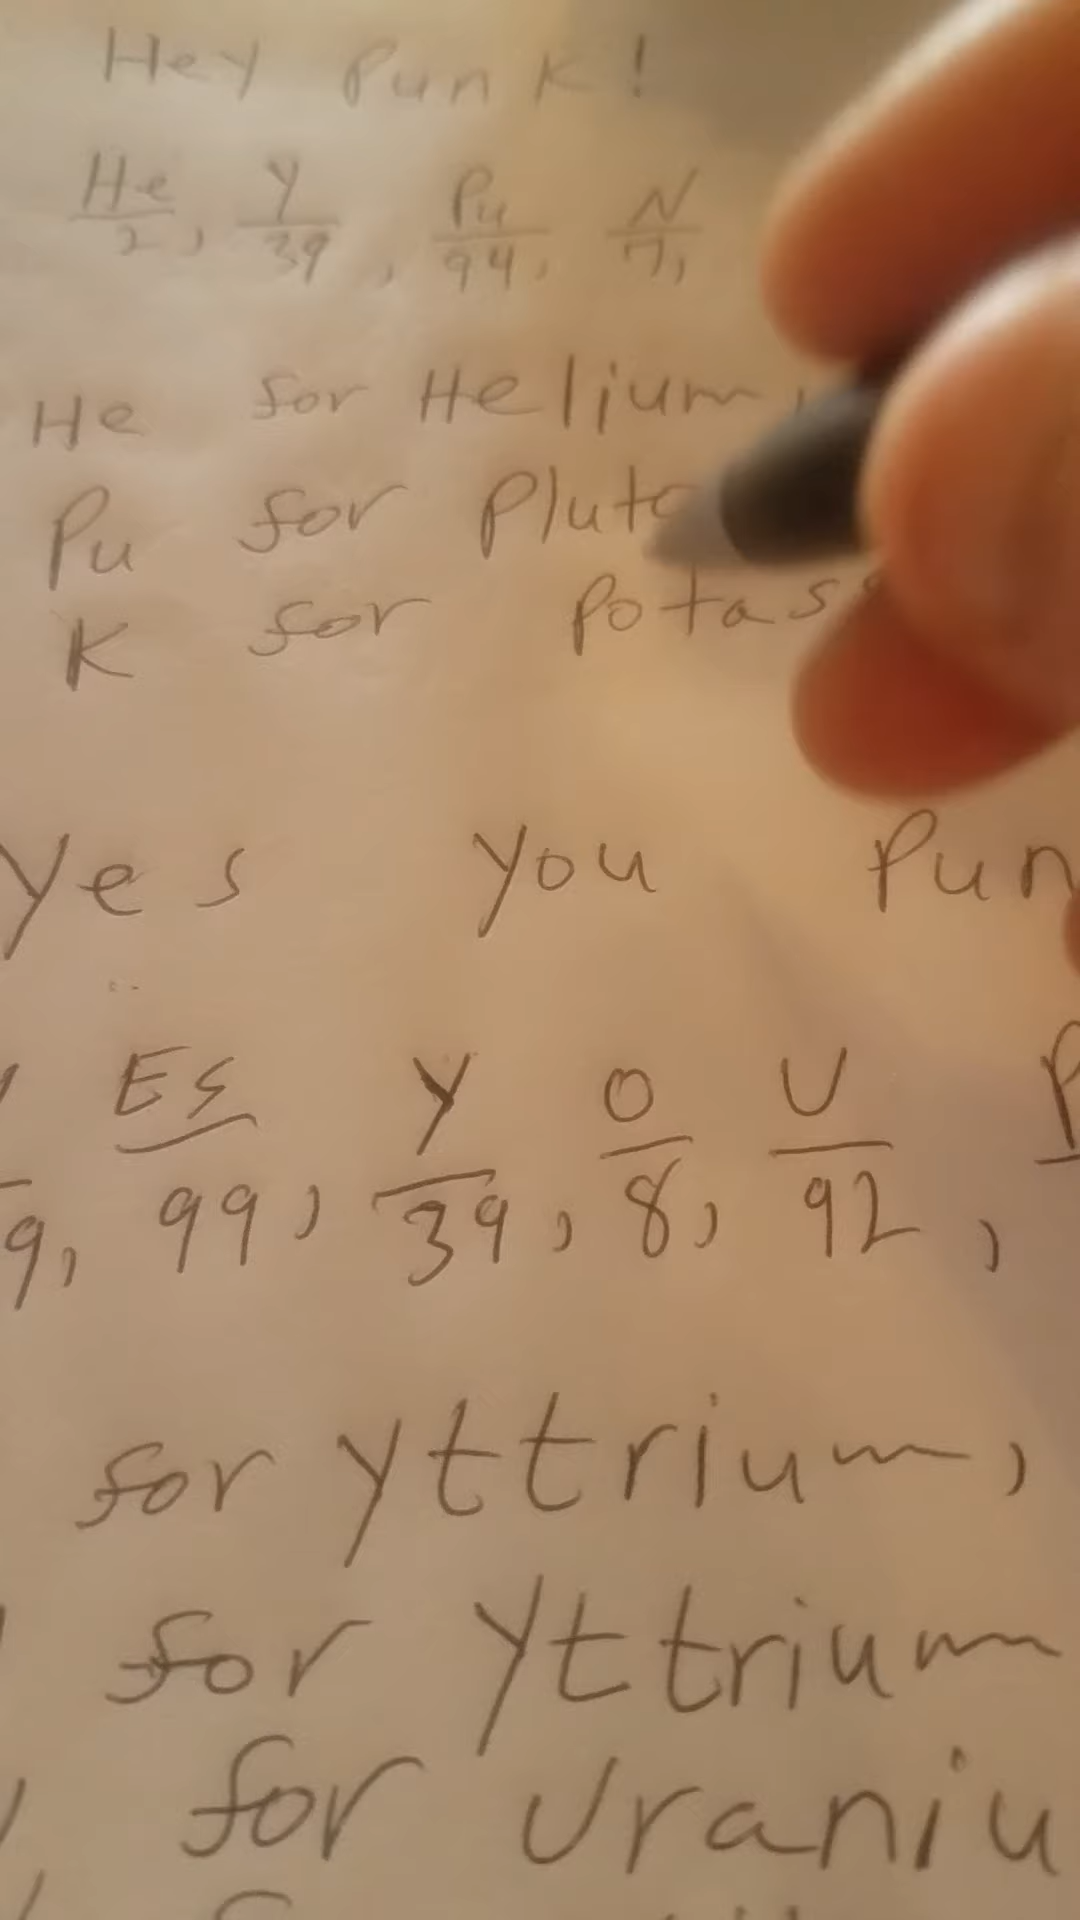 Hey Punk!
He/2, Y/39, Pu/94, N/7,
He for Helium,
Pu for Pluto
K for Potass
Yes you Pun
9, Es/99, Y/39, O/8, U/92,
for Yttrium,
for Yttrium
for Uraniu